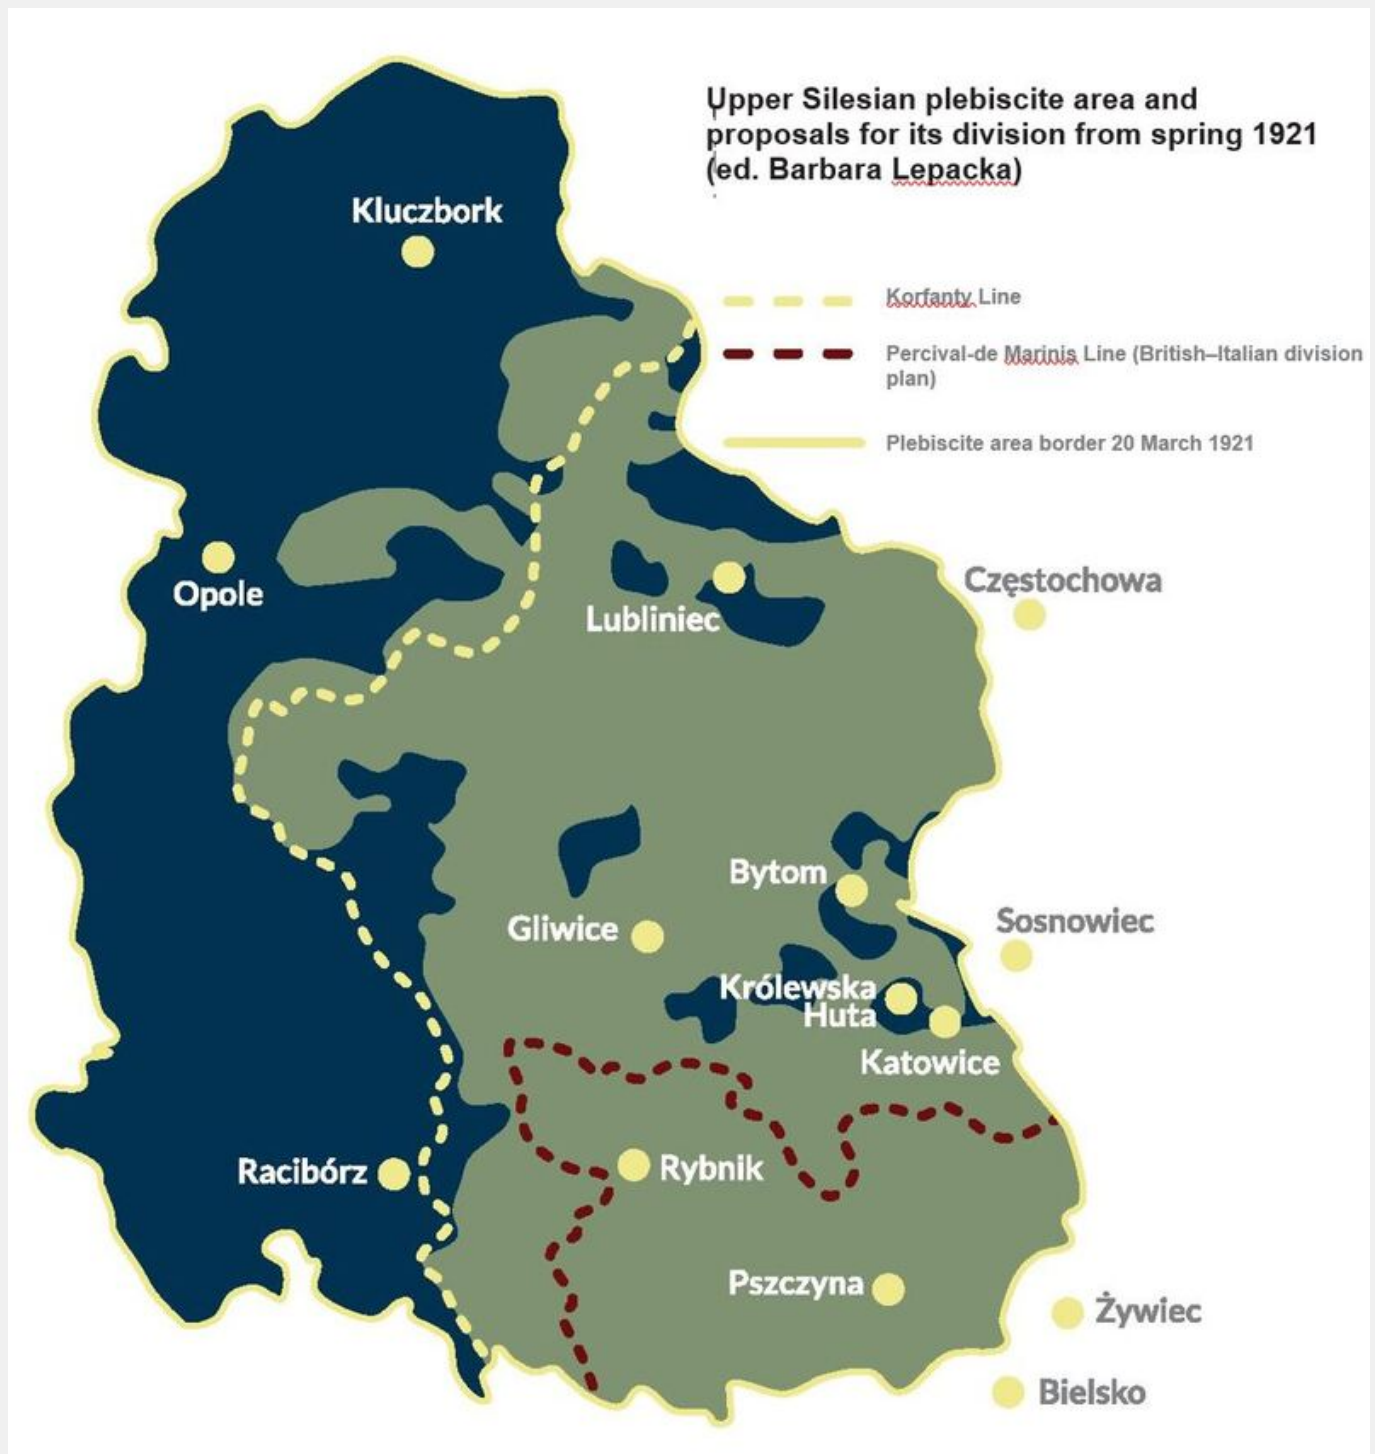 Upper Silesian plebiscite area and
proposals for its division from spring 1921
(ed. Barbara Lepacka)
Kluczbork
Korfanty Line
Percival-de Marinis Line (British–Italian division
plan)
Plebiscite area border 20 March 1921
Opole
Lubliniec
Częstochowa
Bytom
Gliwice
Sosnowiec
Królewska
Huta
Katowice
Racibórz
Rybnik
Pszczyna
Żywiec
Bielsko